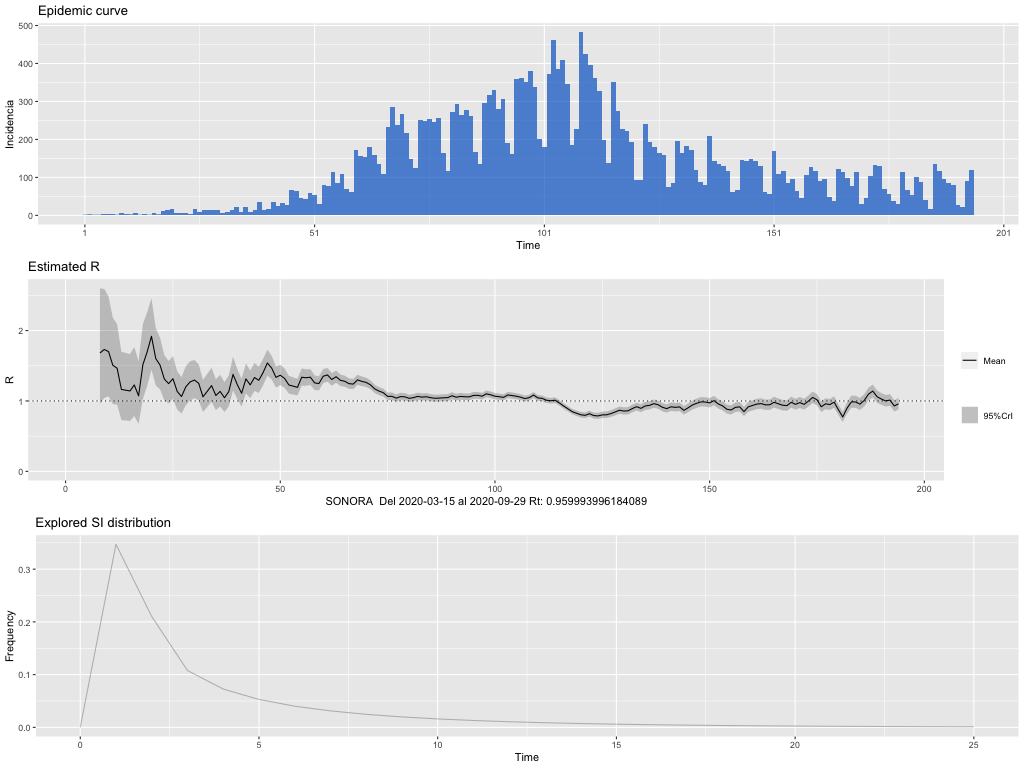 Epidemic curve
500
400
300
200
100
0
Incidencia
1 51 101 151 201
Time
Estimated R
2
1
0
R
Mean
95%CrI
0 50 100 150 200
SONORA Del 2020-03-15 al 2020-09-29 Rt: 0.959993996184089
Explored SI distribution
0.3
0.2
0.1
0.0
Frequency
0 5 10 15 20 25
Time